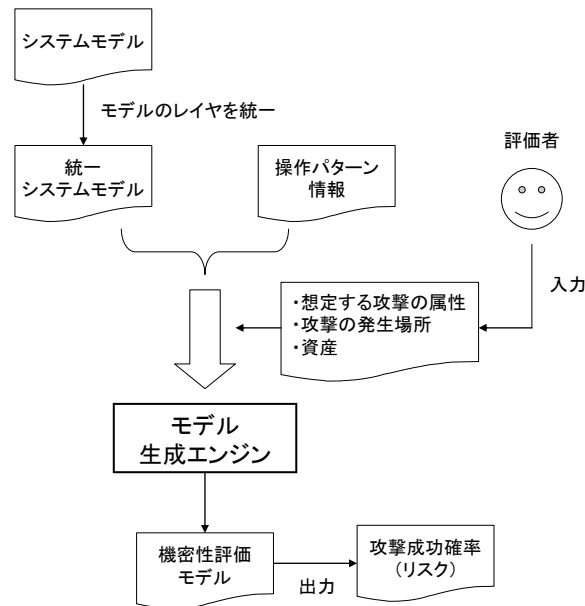 システムモデル
モデルのレイヤを統一
統一
システムモデル
操作パターン
情報
評価者
入力
・想定する攻撃の属性
・攻撃の発生場所
・資産
モデル
生成エンジン
機密性評価
モデル
出力
攻撃成功確率
(リスク)